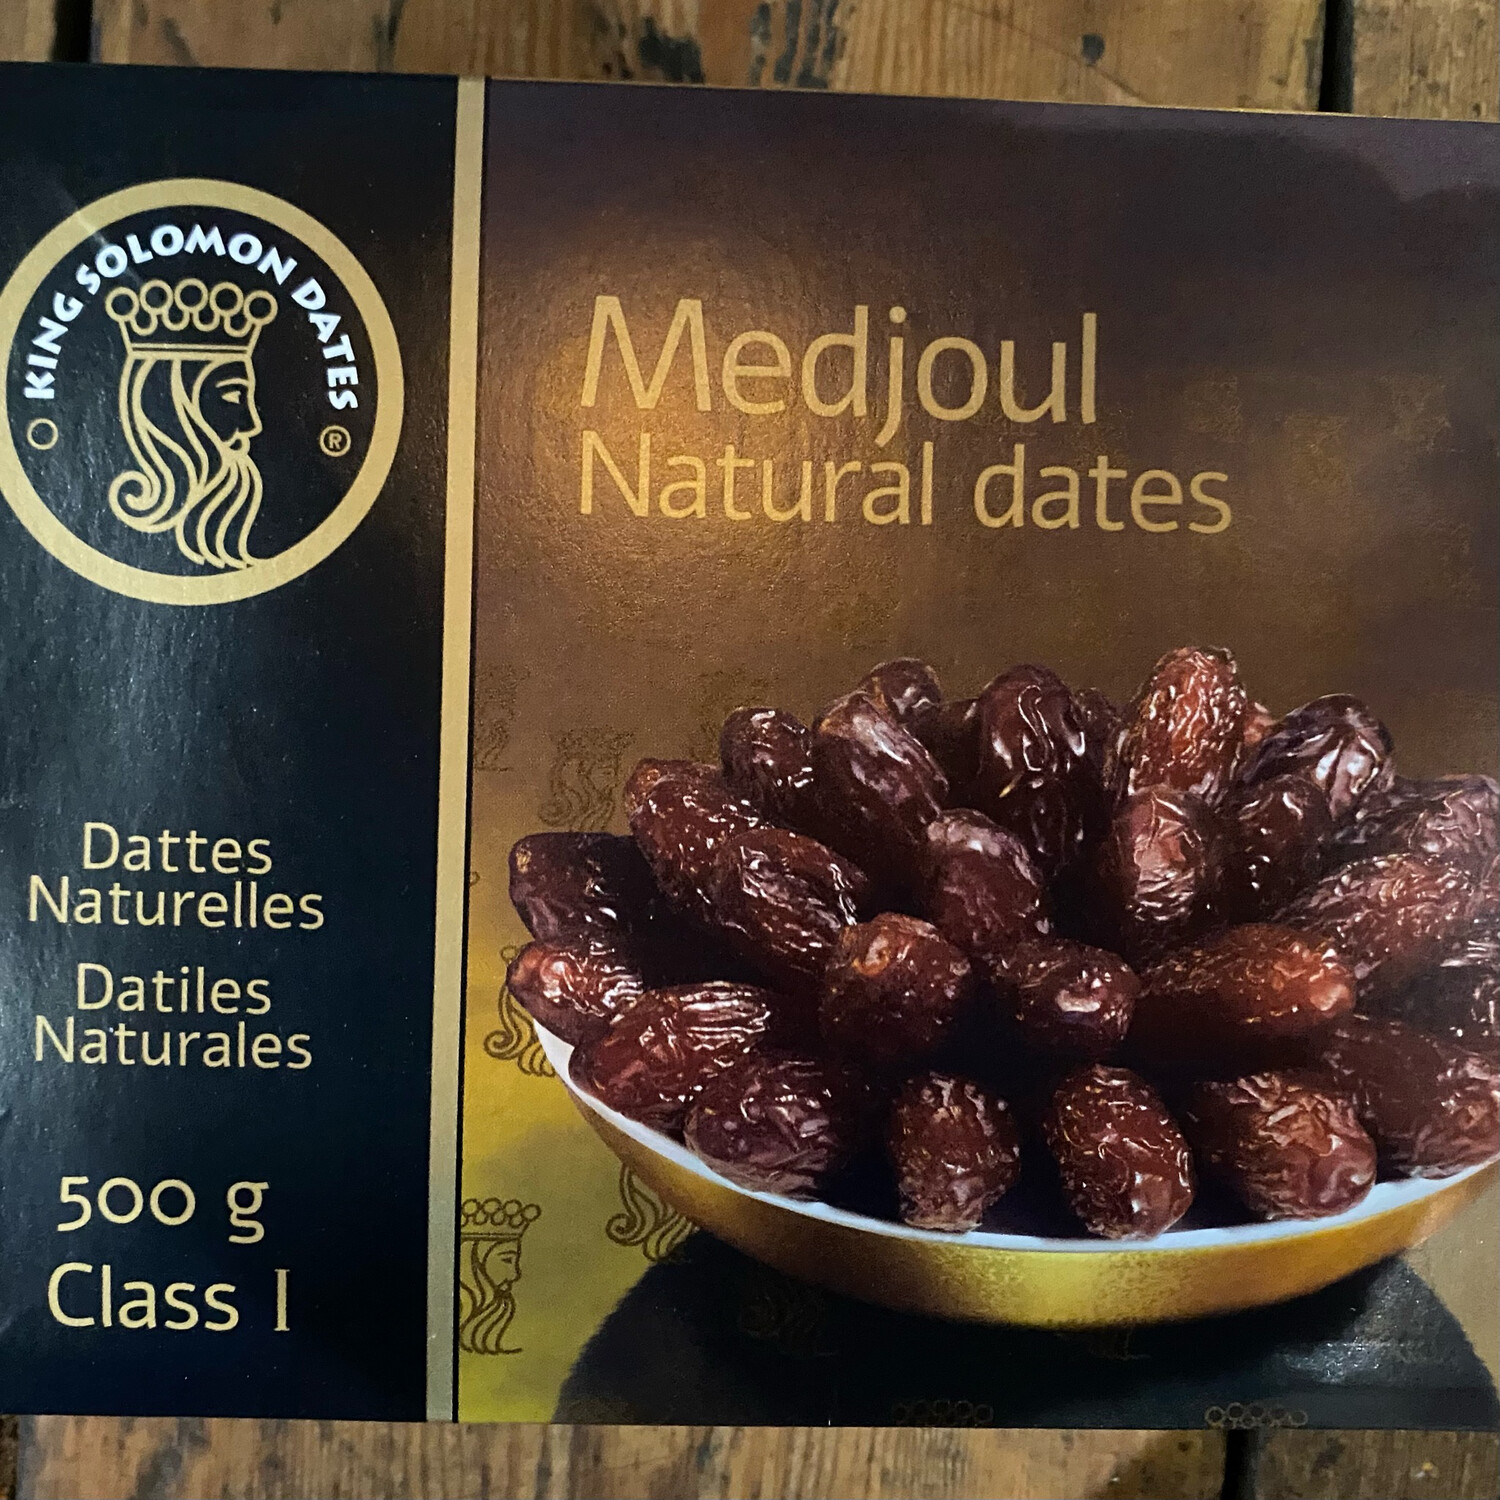 KING SOLOMON DATES
®
Medjoul
Natural dates
Dattes
Naturelles
Datiles
Naturales
500 g
Class I